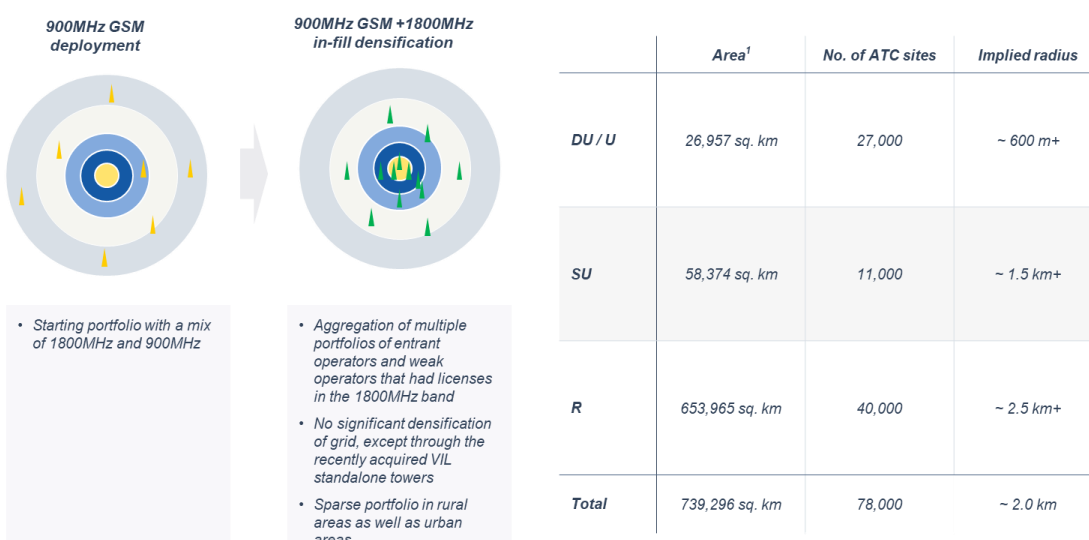 900MHz GSM
deployment
900MHz GSM +1800MHz
in-fill densification
• Starting portfolio with a mix
of 1800MHz and 900MHz
• Aggregation of multiple
portfolios of entrant
operators and weak
operators that had licenses
in the 1800MHz band
• No significant densification
of grid, except through the
recently acquired VIL
standalone towers
• Sparse portfolio in rural
areas as well as urban
areas
Area¹ No. of ATC sites Implied radius
DU / U 26,957 sq. km 27,000 ~ 600 m+
SU 58,374 sq. km 11,000 ~ 1.5 km+
R 653,965 sq. km 40,000 ~ 2.5 km+
Total 739,296 sq. km 78,000 ~ 2.0 km